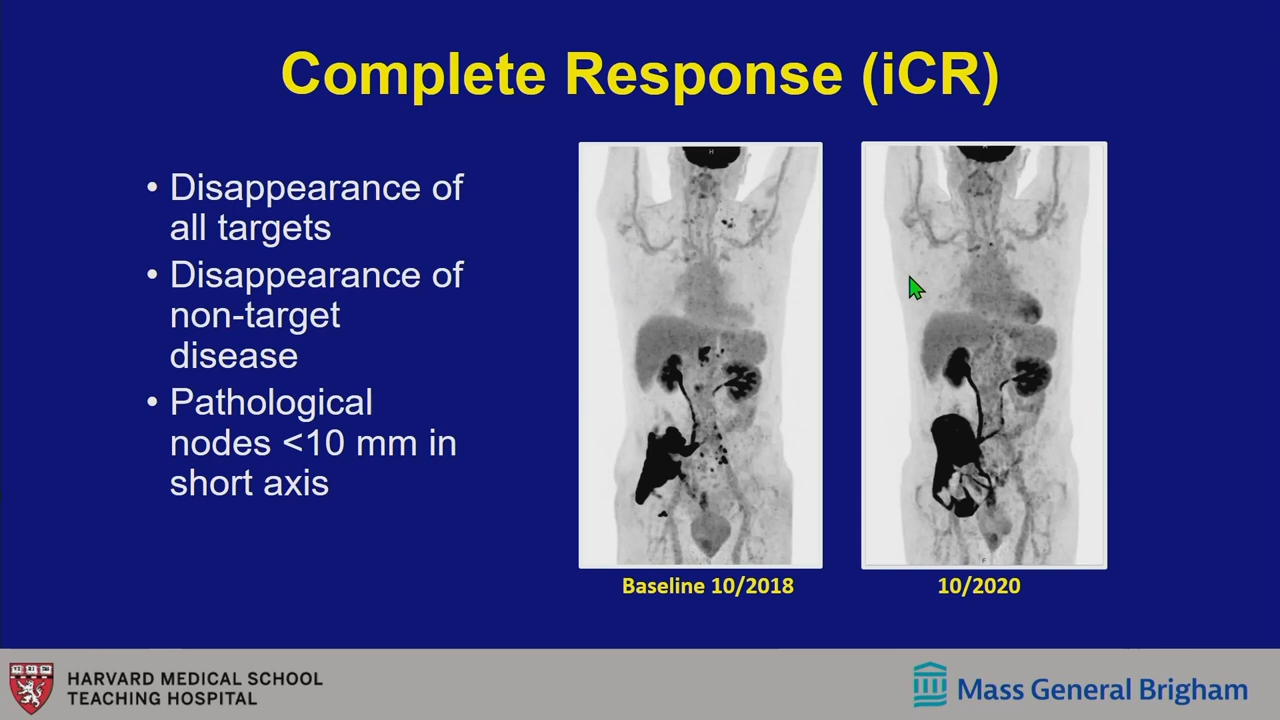 Complete Response (iCR)
• Disappearance of
all targets
• Disappearance of
non-target
disease
• Pathological
nodes <10 mm in
short axis
H
F
Baseline 10/2018
10/2020
HARVARD MEDICAL SCHOOL
TEACHING HOSPITAL
Mass General Brigham